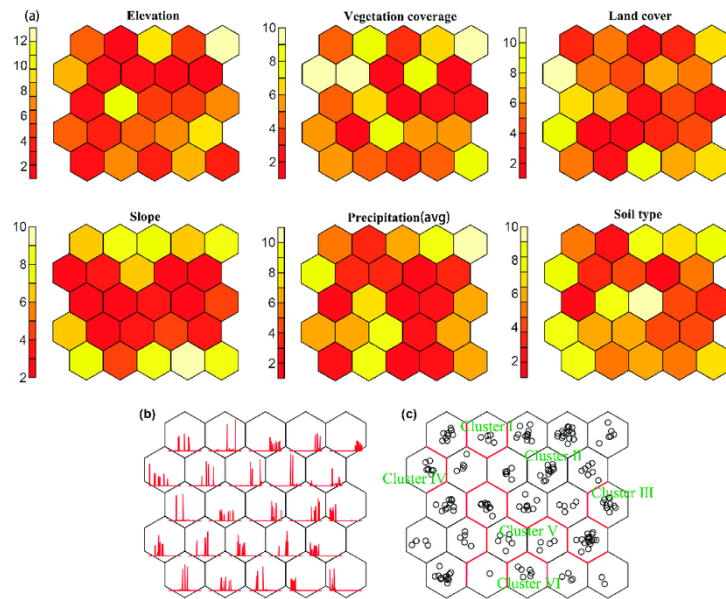 (a)
Elevation
12
10
8
6
4
2
Vegetation coverage
10
8
6
4
2
Land cover
10
8
6
4
2
Slope
10
8
6
4
2
Precipitation(avg)
10
8
6
4
2
Soil type
10
8
6
4
2
(b)
(c)
Cluster I
Cluster II
Cluster IV
Cluster III
Cluster V
Cluster VI